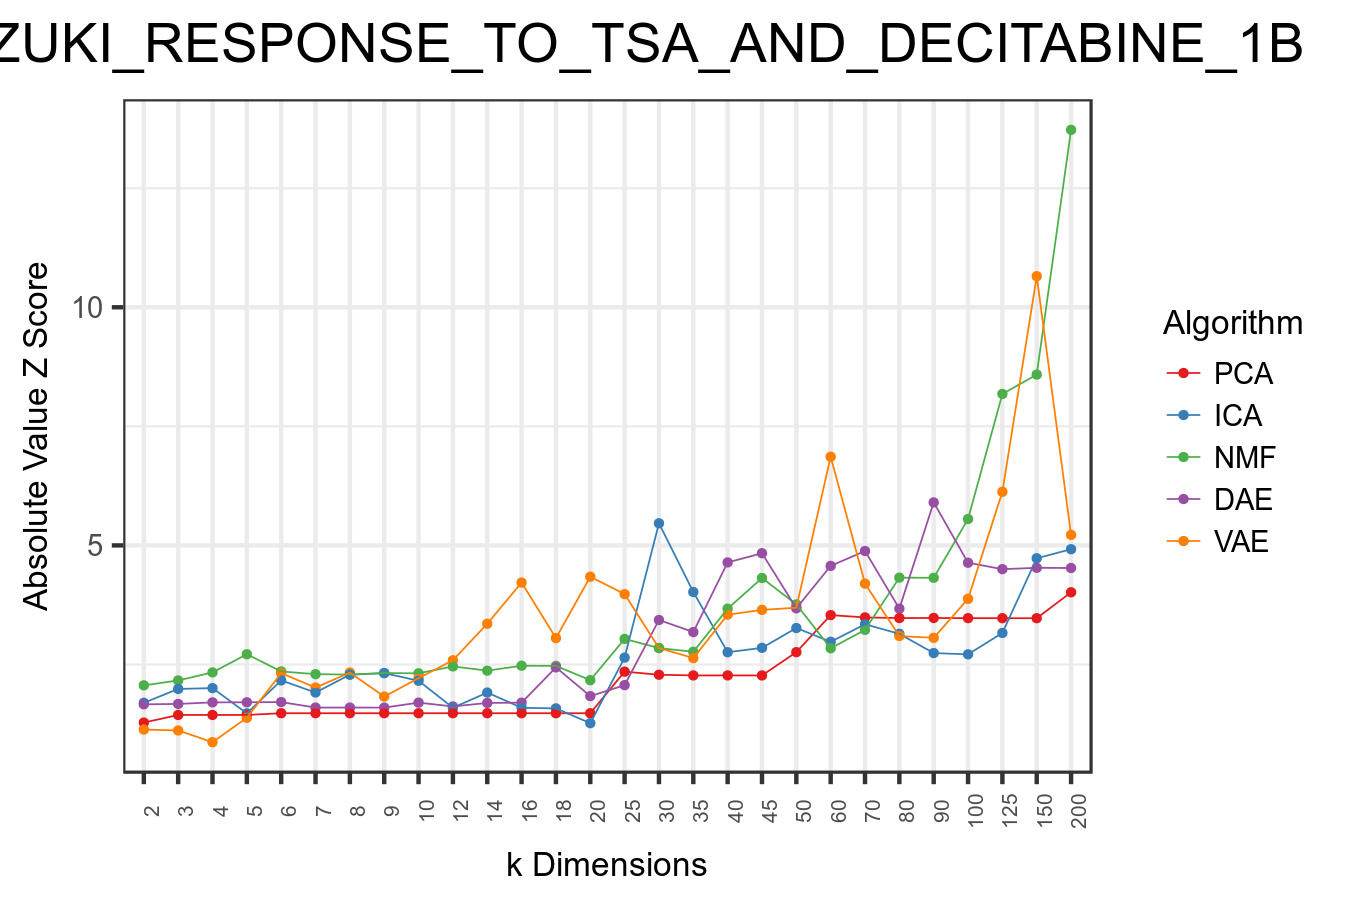 ZUKI_RESPONSE_TO_TSA_AND_DECITABINE_1B
Absolute Value Z Score
10
5
2 3 4 5 6 7 8 9 10 12 14 16 18 20 25 30 35 40 45 50 60 70 80 90 100 125 150 200
k Dimensions
Algorithm
PCA
ICA
NMF
DAE
VAE